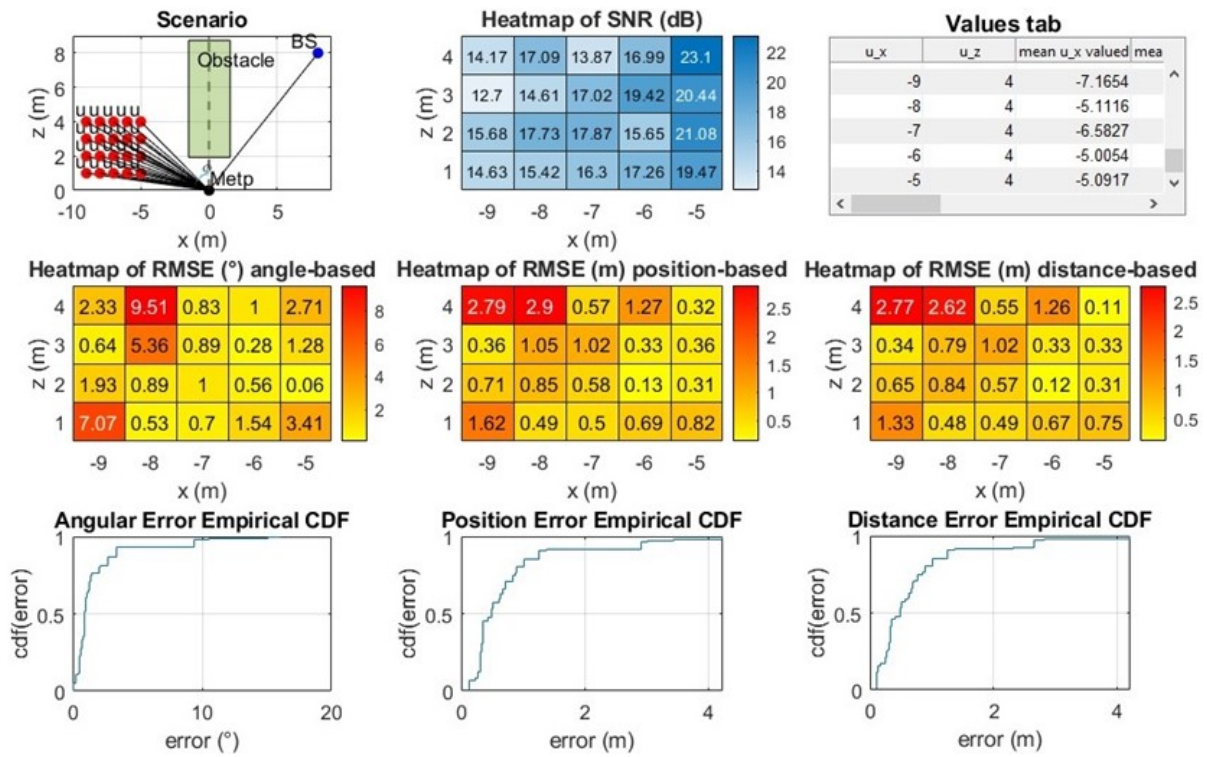 Scenario
BS
Obstacle
U U U U U
U U U U U
U U U U U
U U U U U
Metp
z (m)
8
6
4
2
0
-10 -5 0 5
x (m)
Heatmap of SNR (dB)
z (m)
4 14.17 17.09 13.87 16.99 23.1
3 12.7 14.61 17.02 19.42 20.44
2 15.68 17.73 17.87 15.65 21.08
1 14.63 15.42 16.3 17.26 19.47
-9 -8 -7 -6 -5
x (m)
22
20
18
16
14
Values tab
u_x u_z mean u_x valued mea
-9 4 -7.1654
-8 4 -5.1116
-7 4 -6.5827
-6 4 -5.0054
-5 4 -5.0917
Heatmap of RMSE (°) angle-based
z (m)
4 2.33 9.51 0.83 1 2.71
3 0.64 5.36 0.89 0.28 1.28
2 1.93 0.89 1 0.56 0.06
1 7.07 0.53 0.7 1.54 3.41
-9 -8 -7 -6 -5
x (m)
8
6
4
2
Heatmap of RMSE (m) position-based
z (m)
4 2.79 2.9 0.57 1.27 0.32
3 0.36 1.05 1.02 0.33 0.36
2 0.71 0.85 0.58 0.13 0.31
1 1.62 0.49 0.5 0.69 0.82
-9 -8 -7 -6 -5
x (m)
2.5
2
1.5
1
0.5
Heatmap of RMSE (m) distance-based
z (m)
4 2.77 2.62 0.55 1.26 0.11
3 0.34 0.79 1.02 0.33 0.33
2 0.65 0.84 0.57 0.12 0.31
1 1.33 0.48 0.49 0.67 0.75
-9 -8 -7 -6 -5
x (m)
2.5
2
1.5
1
0.5
Angular Error Empirical CDF
cdf(error)
1
0.5
0
0 10 20
error (°)
Position Error Empirical CDF
cdf(error)
1
0.5
0
0 2 4
error (m)
Distance Error Empirical CDF
cdf(error)
1
0.5
0
0 2 4
error (m)